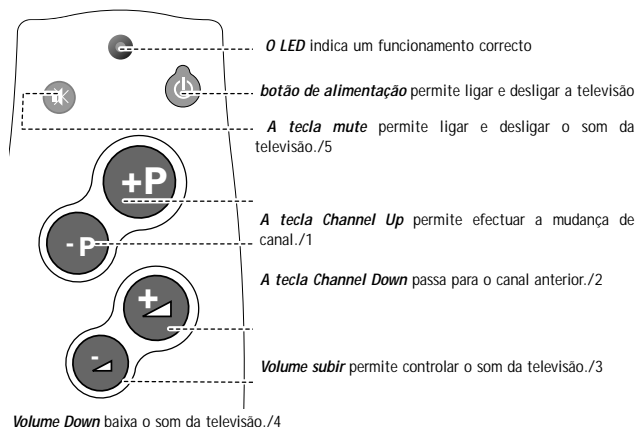 O LED indica um funcionamento correcto
botão de alimentação permite ligar e desligar a televisão
A tecla mute permite ligar e desligar o som da
televisão./5
+P
A tecla Channel Up permite efectuar a mudança de
- P
canal./1
A tecla Channel Down passa para o canal anterior./2
+
Volume subir permite controlar o som da televisão./3
-
Volume Down baixa o som da televisão./4